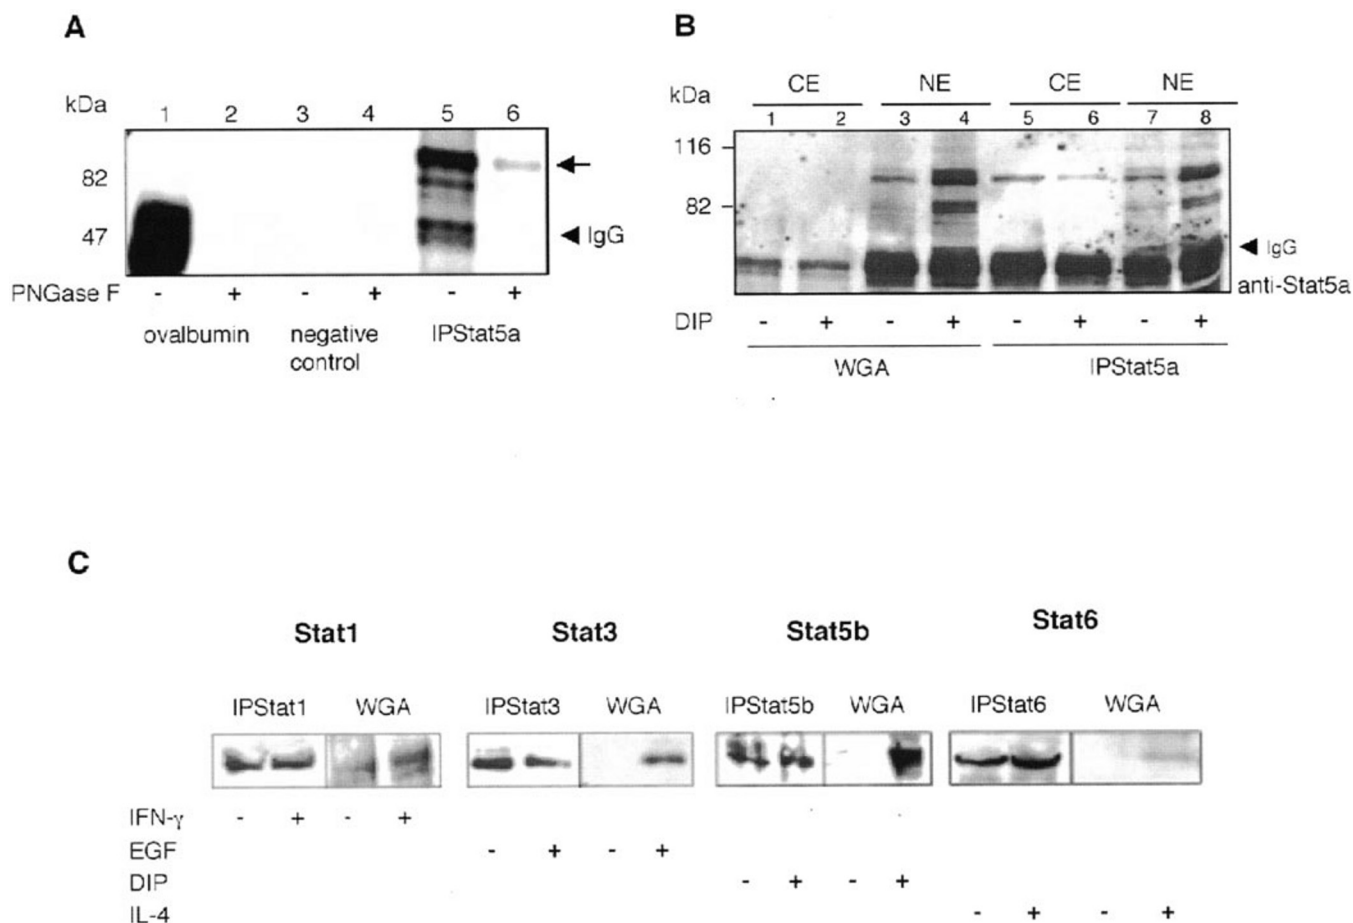 A
kDa
1 2 3 4 5 6
82
47
IgG
PNGase F - + - + - +
ovalbumin negative control IPStat5a
B
CE NE CE NE
kDa
1 2 3 4 5 6 7 8
116
82
IgG
anti-Stat5a
DIP - + - + - + - +
WGA IPStat5a
C
Stat1 Stat3 Stat5b Stat6
IPStat1 WGA IPStat3 WGA IPStat5b WGA IPStat6 WGA
IFN-γ - + - +
EGF - + - +
DIP - + - +
IL-4 - + - +